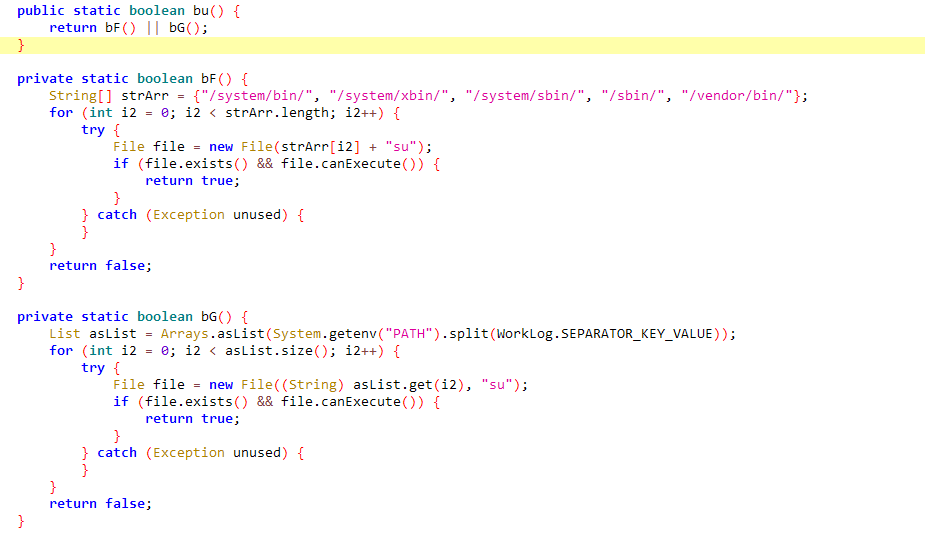 public static boolean bu() {
    return bF() || bG();
}

private static boolean bF() {
    String[] strArr = {"/system/bin/", "/system/xbin/", "/system/sbin/", "/sbin/", "/vendor/bin/"};
    for (int i2 = 0; i2 < strArr.length; i2++) {
        try {
            File file = new File(strArr[i2] + "su");
            if (file.exists() && file.canExecute()) {
                return true;
            }
        } catch (Exception unused) {
        }
    }
    return false;
}

private static boolean bG() {
    List asList = Arrays.asList(System.getenv("PATH").split(WorkLog.SEPARATOR_KEY_VALUE));
    for (int i2 = 0; i2 < asList.size(); i2++) {
        try {
            File file = new File((String) asList.get(i2), "su");
            if (file.exists() && file.canExecute()) {
                return true;
            }
        } catch (Exception unused) {
        }
    }
    return false;
}